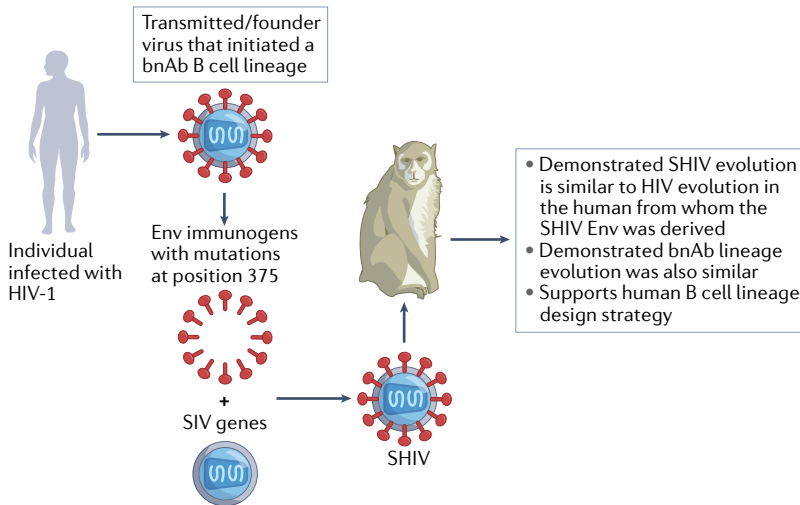 Transmitted/founder
virus that initiated a
bnAb B cell lineage
Individual
infected with
HIV-1
Env immunogens
with mutations
at position 375
+
SIV genes
SHIV
• Demonstrated SHIV evolution
is similar to HIV evolution in
the human from whom the
SHIV Env was derived
• Demonstrated bnAb lineage
evolution was also similar
• Supports human B cell lineage
design strategy